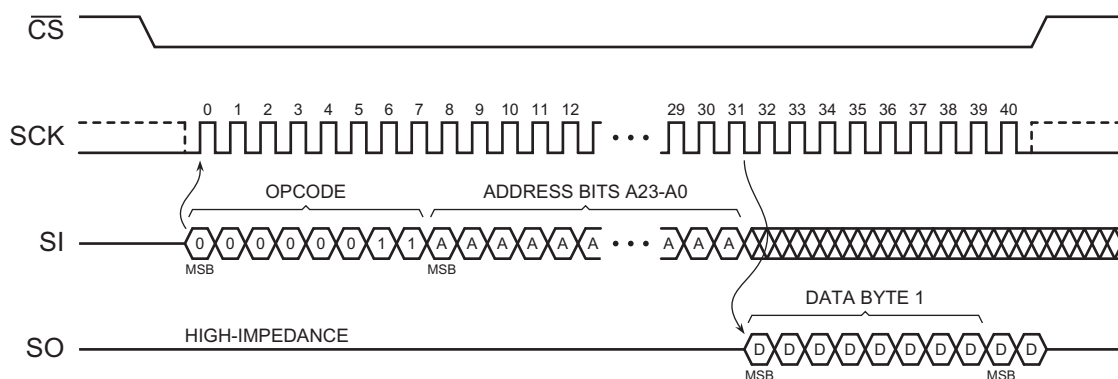 CS
0 1 2 3 4 5 6 7 8 9 10 11 12 29 30 31 32 33 34 35 36 37 38 39 40
SCK
OPCODE ADDRESS BITS A23-A0
SI 0 0 0 0 0 0 1 1 A A A A A A A A A
MSB MSB
DATA BYTE 1
HIGH-IMPEDANCE
SO D D D D D D D D D D
MSB MSB